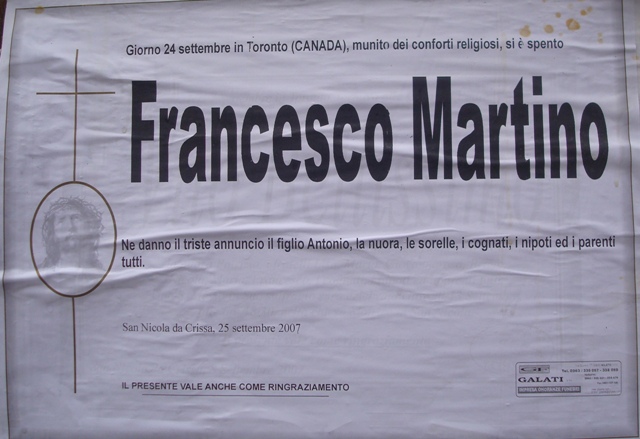 Giorno 24 settembre in Toronto (CANADA), munito dei conforti religiosi, si è spento
Francesco Martino
Ne danno il triste annuncio il figlio Antonio, la nuora, le sorelle, i cognati, i nipoti ed i parenti
tutti.
San Nicola da Crissa, 25 settembre 2007
IL PRESENTE VALE ANCHE COME RINGRAZIAMENTO
GALATI